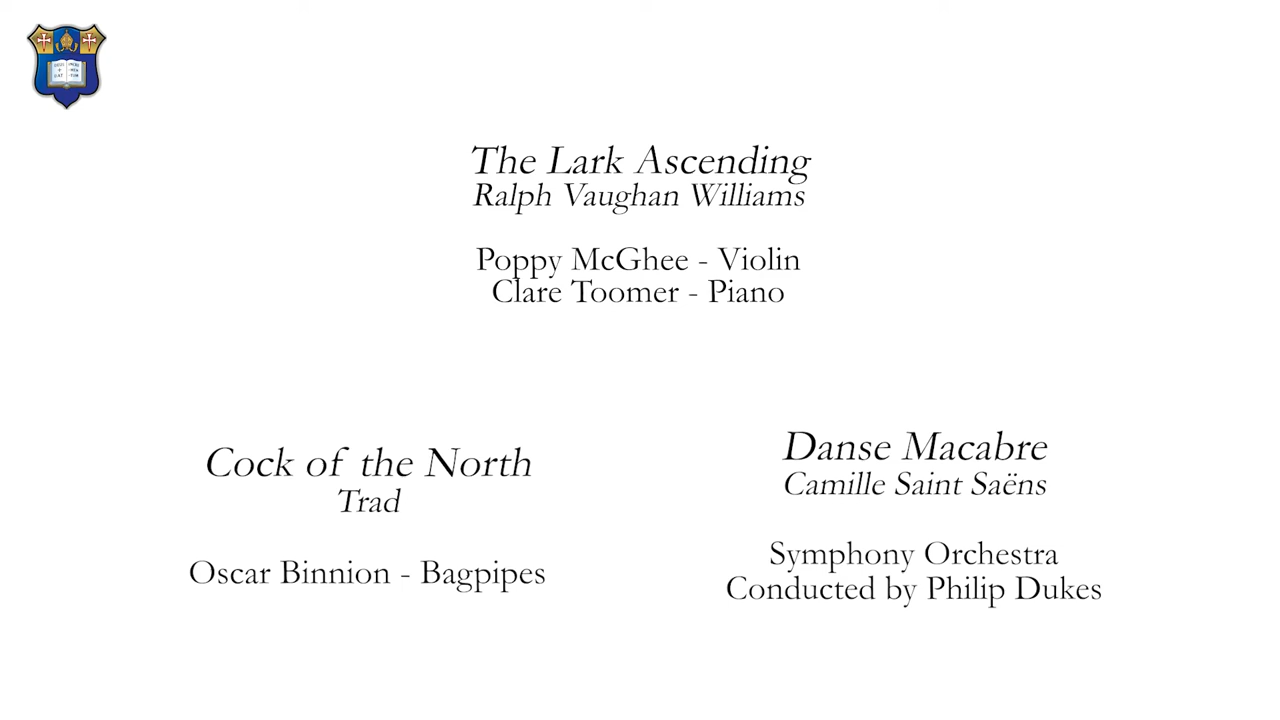 The Lark Ascending
Ralph Vaughan Williams
Poppy McGhee - Violin
Clare Toomer - Piano
Cock of the North
Trad
Oscar Binnion - Bagpipes
Danse Macabre
Camille Saint Saëns
Symphony Orchestra
Conducted by Philip Dukes